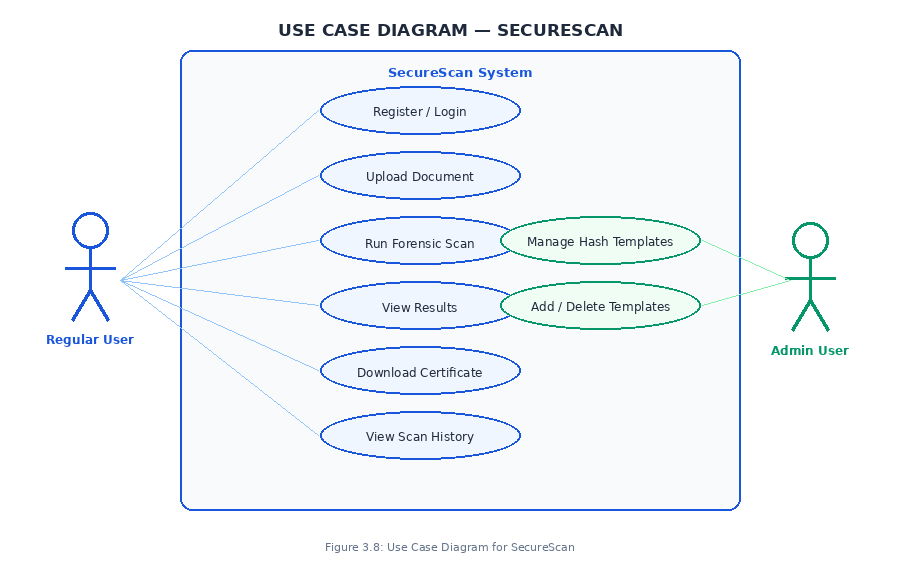 USE CASE DIAGRAM — SECURESCAN
SecureScan System
Register / Login
Upload Document
Run Forensic Scan
Manage Hash Templates
View Results
Add / Delete Templates
Regular User
Admin User
Download Certificate
View Scan History
Figure 3.8: Use Case Diagram for SecureScan